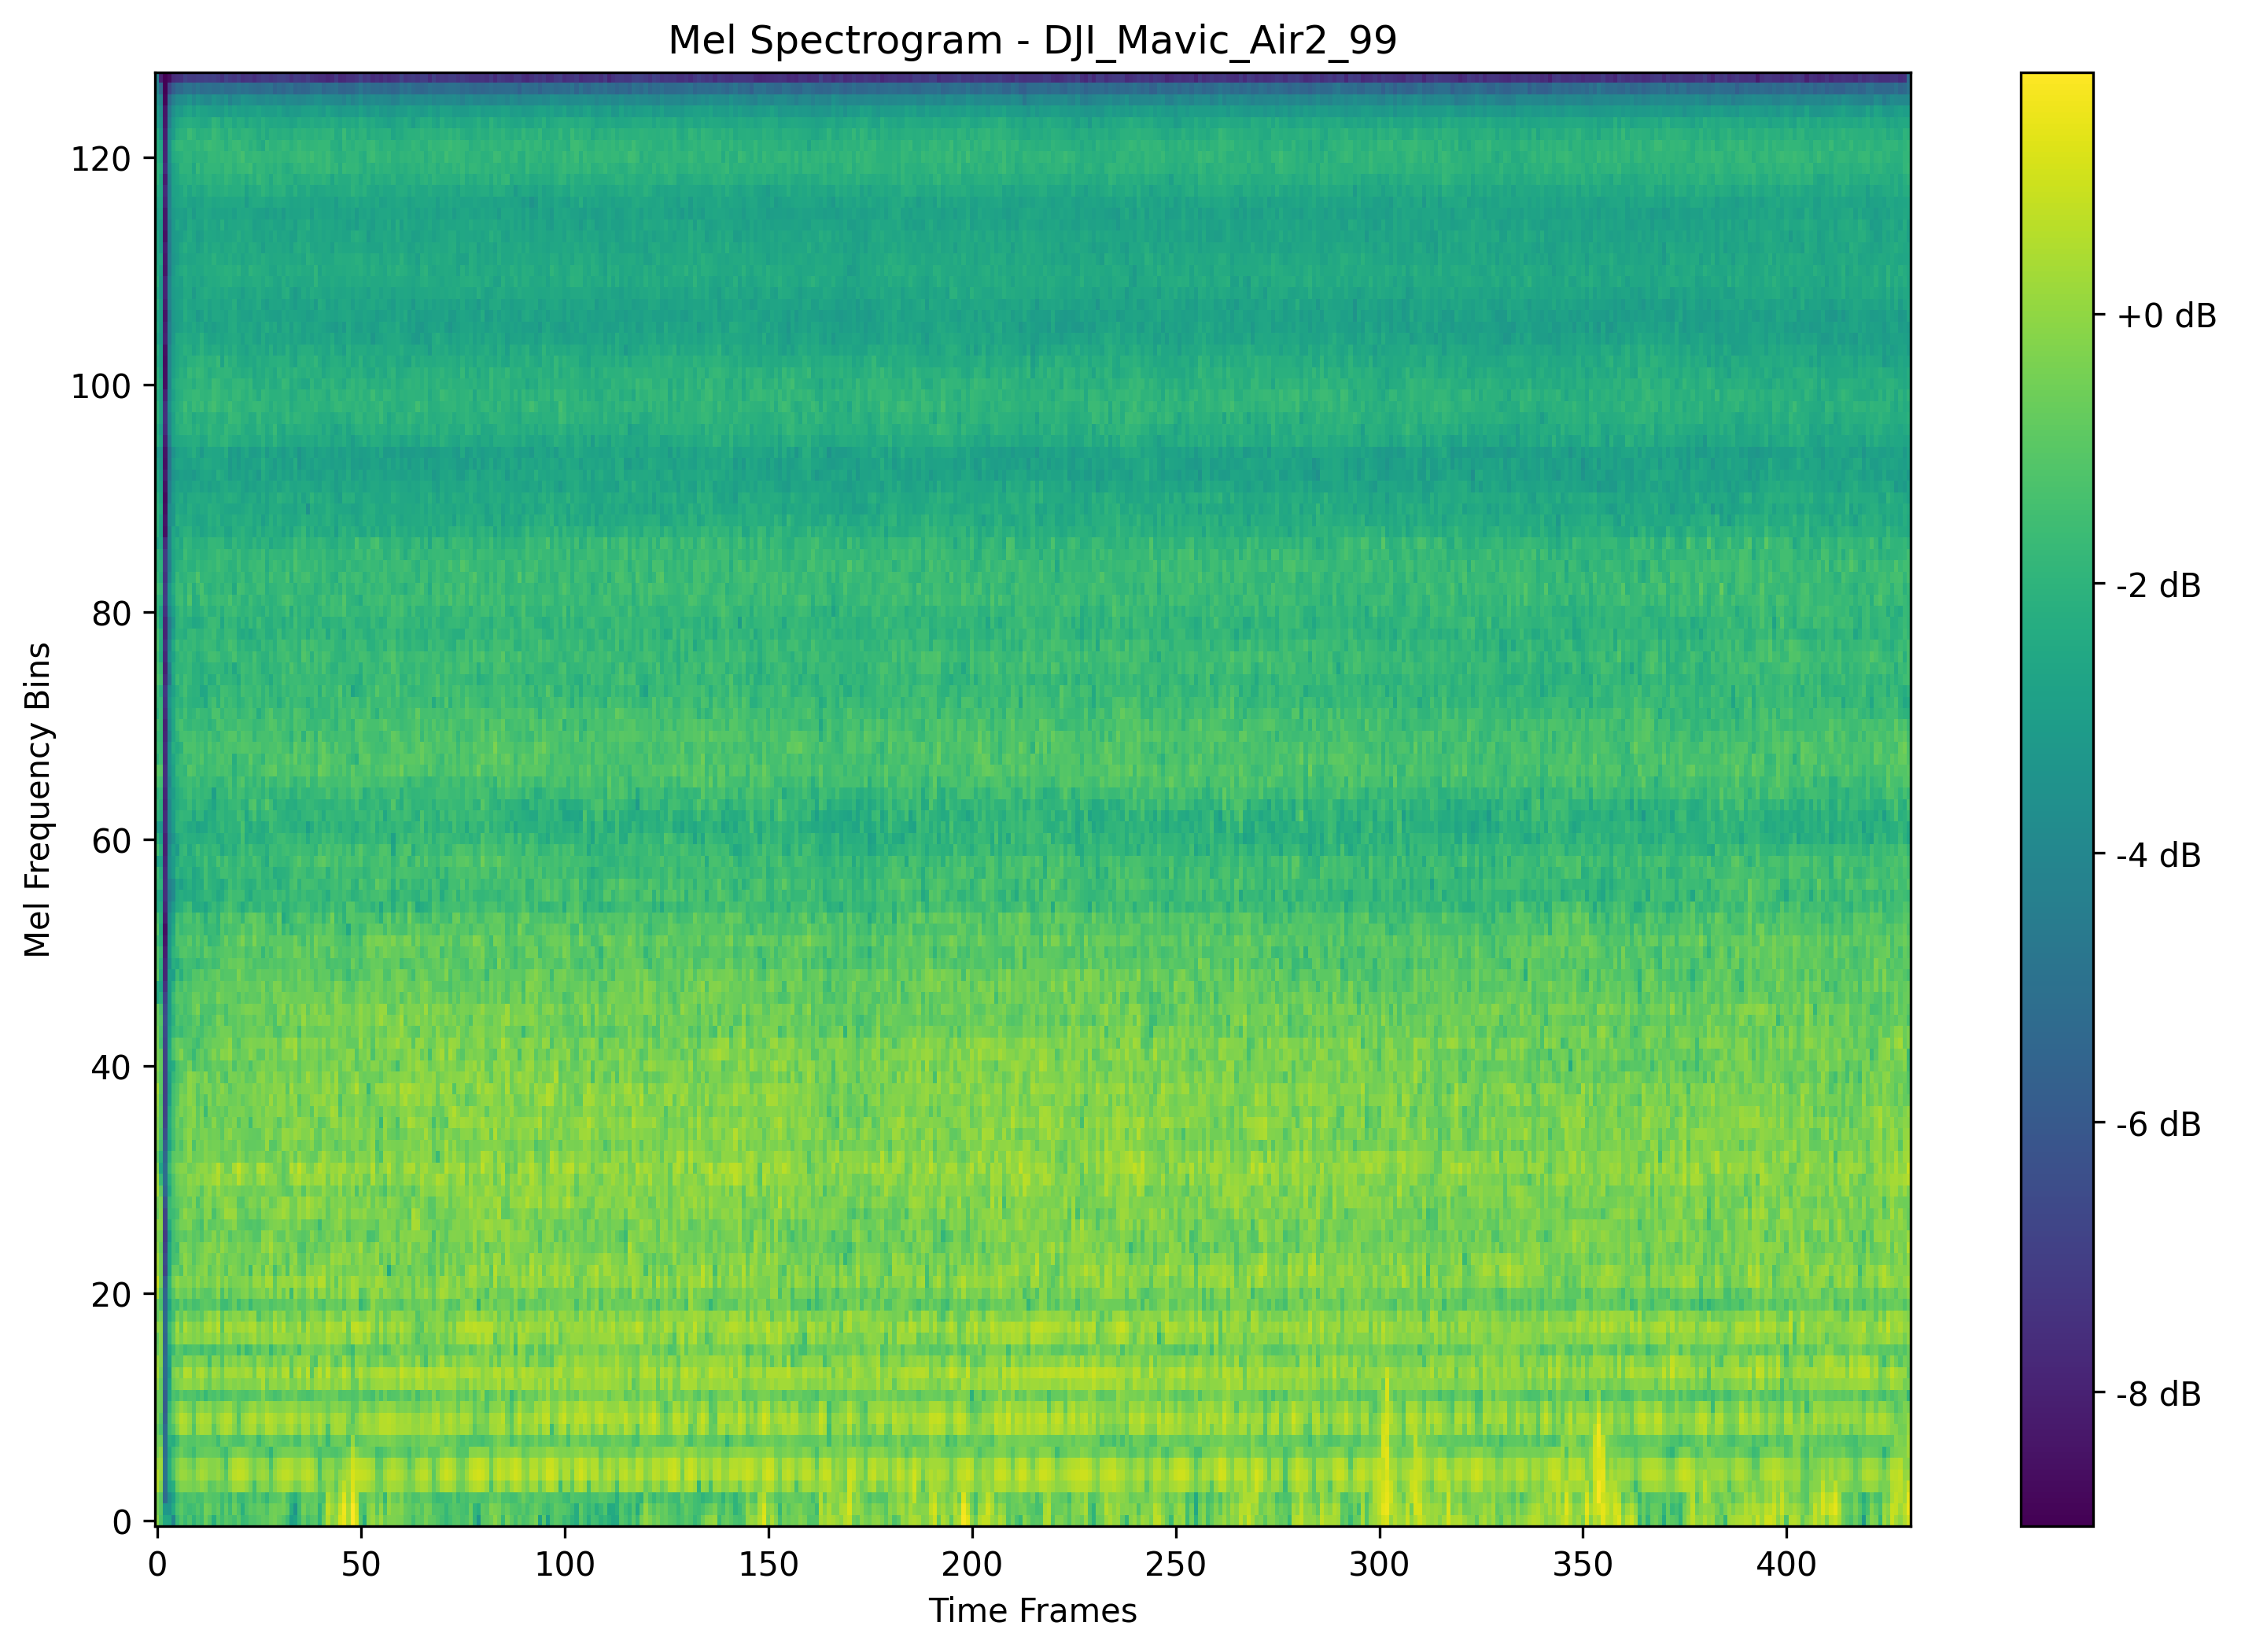 Mel Spectrogram - DJI_Mavic_Air2_99
120
100
80
60
40
20
0
Mel Frequency Bins
0 50 100 150 200 250 300 350 400
Time Frames
+0 dB
-2 dB
-4 dB
-6 dB
-8 dB